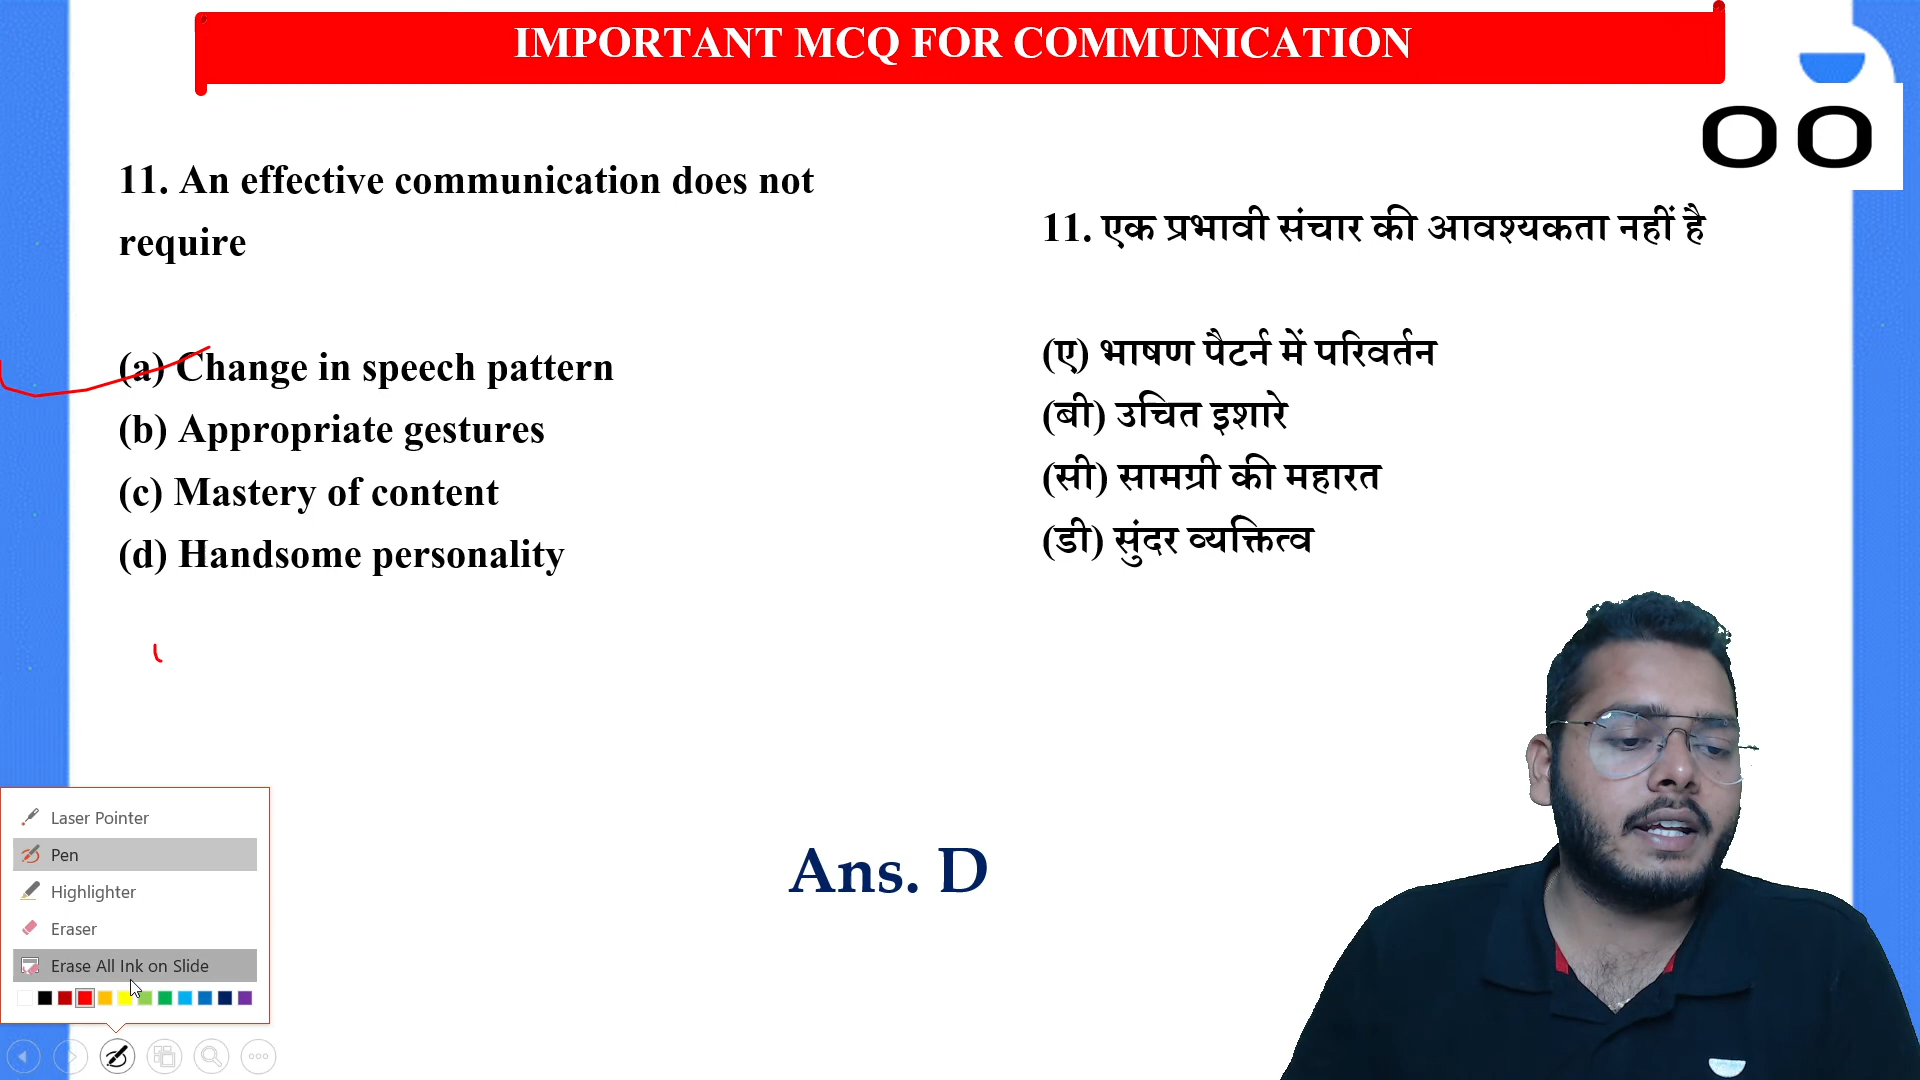 IMPORTANT MCQ FOR COMMUNICATION
00
11. An effective communication does not
require
(a) Change in speech pattern
(b) Appropriate gestures
(c) Mastery of content
(d) Handsome personality
11. एक प्रभावी संचार की आवश्यकता नहीं है
(ए) भाषण पैटर्न में परिवर्तन
(बी) उचित इशारे
(सी) सामग्री की महारत
(डी) सुंदर व्यक्तित्व
Ans. D
Laser Pointer
Pen
Highlighter
Eraser
Erase All Ink on Slide